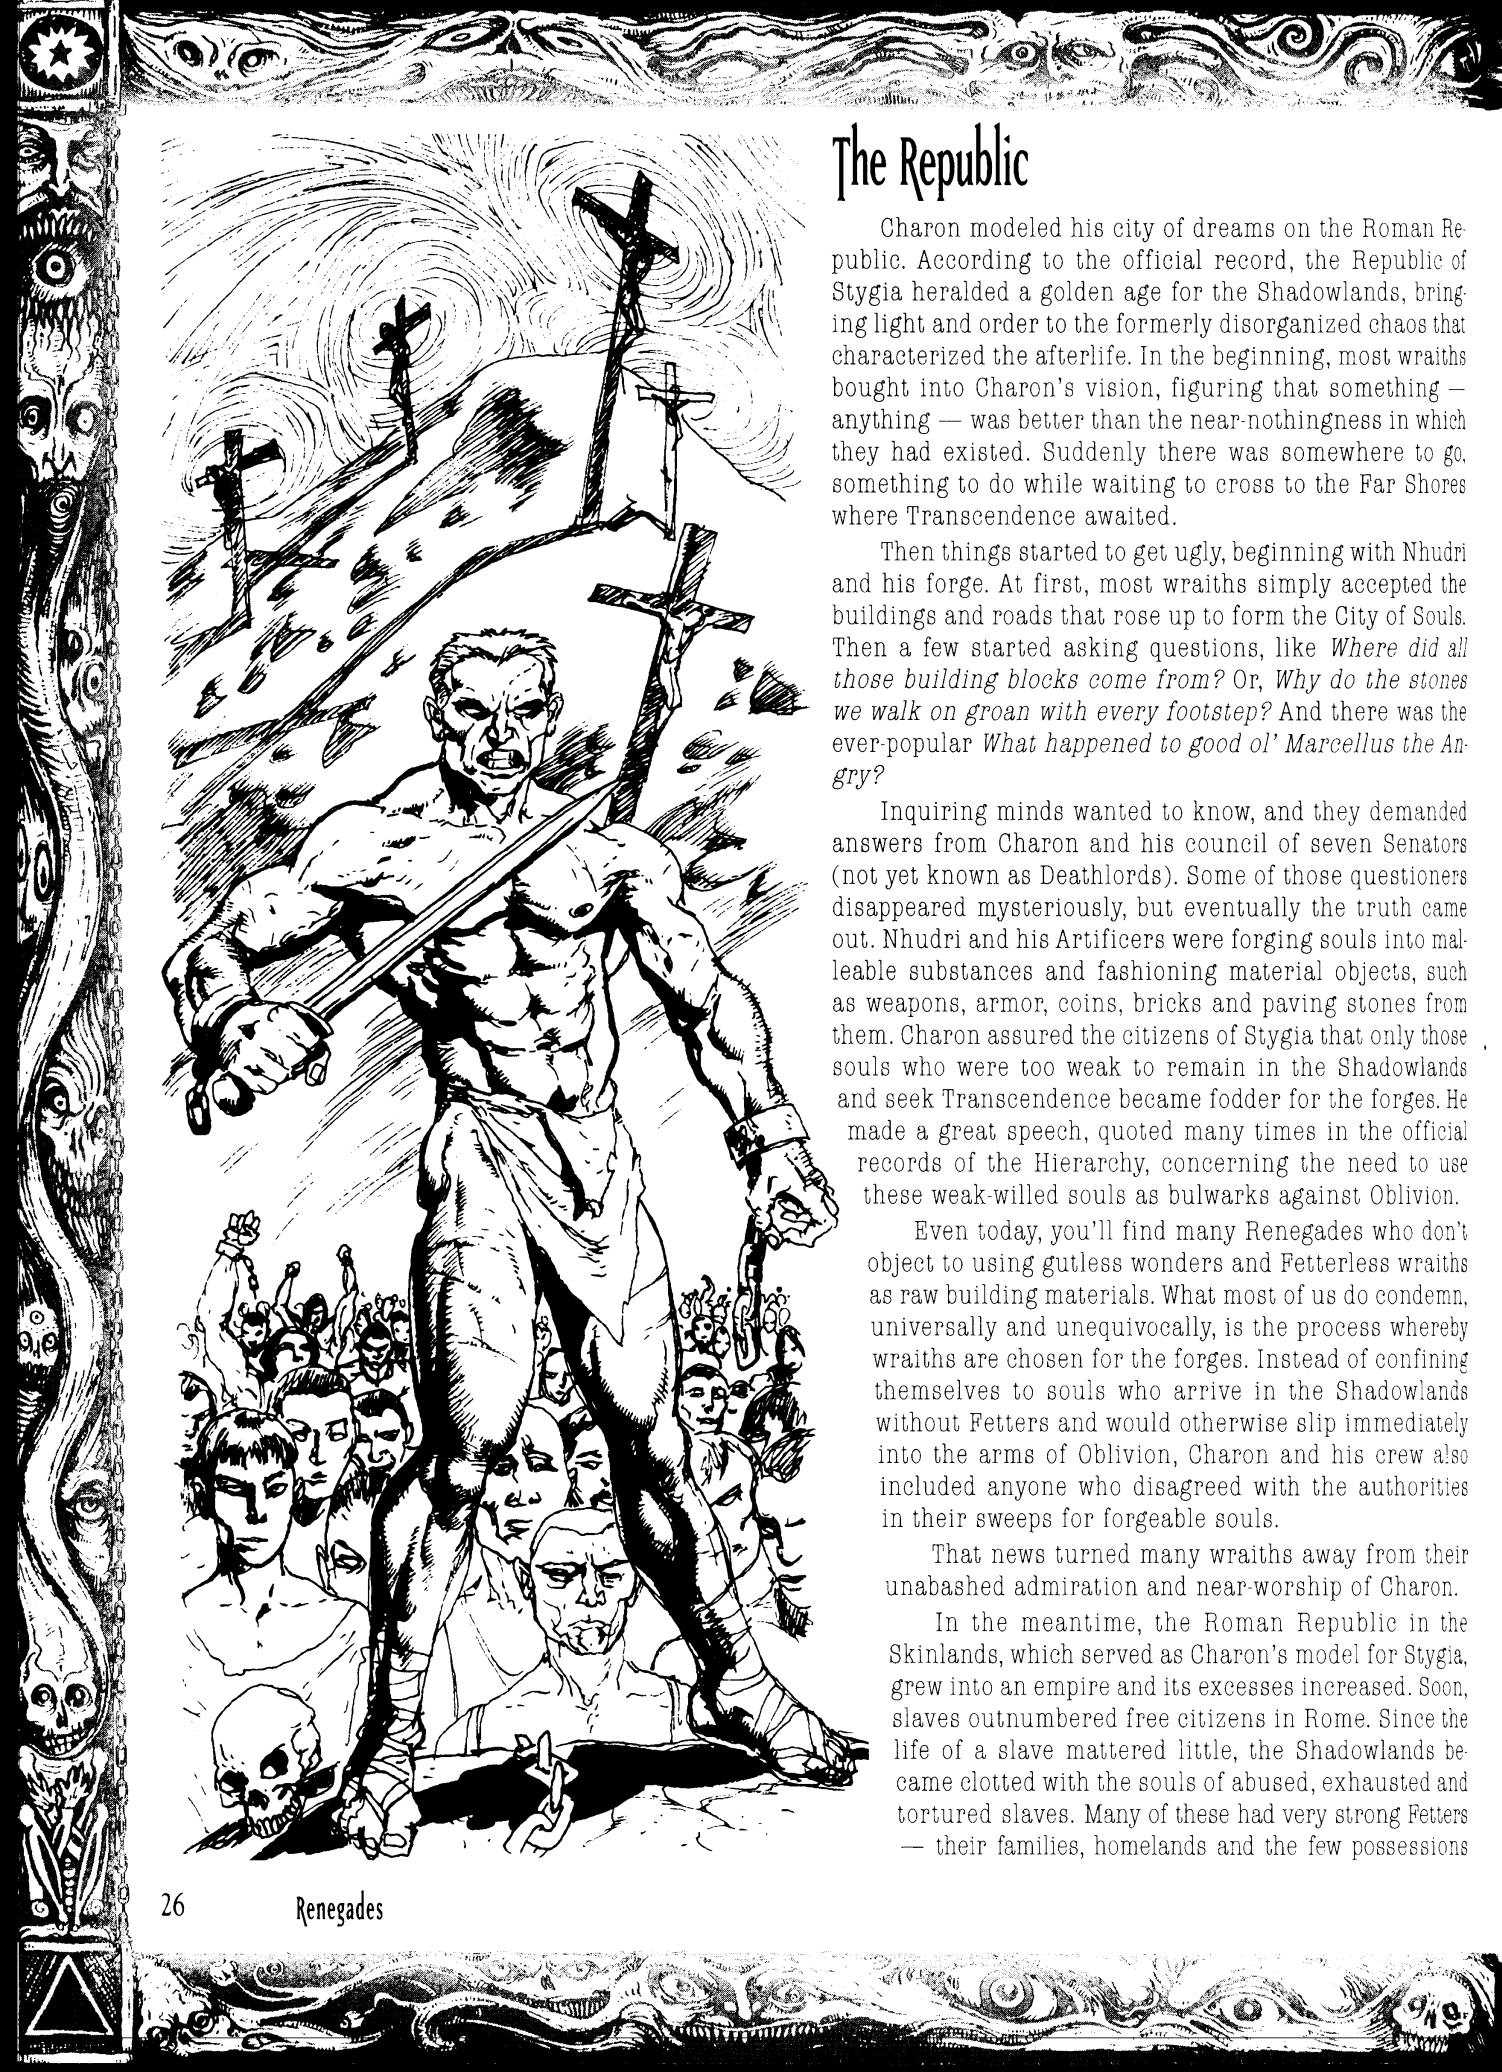 The Republic
Charon modeled his city of dreams on the Roman Re-
public. According to the official record, the Republic of
Stygia heralded a golden age for the Shadowlands, bring-
ing light and order to the formerly disorganized chaos that
characterized the afterlife. In the beginning, most wraiths
bought into Charon's vision, figuring that something —
anything — was better than the near-nothingness in which
they had existed. Suddenly there was somewhere to go,
something to do while waiting to cross to the Far Shores
where Transcendence awaited.
Then things started to get ugly, beginning with Nhudri
and his forge. At first, most wraiths simply accepted the
buildings and roads that rose up to form the City of Souls.
Then a few started asking questions, like Where did all
those building blocks come from? Or, Why do the stones
we walk on groan with every footstep? And there was the
ever-popular What happened to good ol' Marcellus the An-
gry?
Inquiring minds wanted to know, and they demanded
answers from Charon and his council of seven Senators
(not yet known as Deathlords). Some of those questioners
disappeared mysteriously, but eventually the truth came
out. Nhudri and his Artificers were forging souls into mal-
leable substances and fashioning material objects, such
as weapons, armor, coins, bricks and paving stones from
them. Charon assured the citizens of Stygia that only those
souls who were too weak to remain in the Shadowlands
and seek Transcendence became fodder for the forges. He
made a great speech, quoted many times in the official
records of the Hierarchy, concerning the need to use
these weak-willed souls as bulwarks against Oblivion.
Even today, you'll find many Renegades who don't
object to using gutless wonders and Fetterless wraiths
as raw building materials. What most of us do condemn,
universally and unequivocally, is the process whereby
wraiths are chosen for the forges. Instead of confining
themselves to souls who arrive in the Shadowlands
without Fetters and would otherwise slip immediately
into the arms of Oblivion, Charon and his crew also
included anyone who disagreed with the authorities
in their sweeps for forgeable souls.
That news turned many wraiths away from their
unabashed admiration and near-worship of Charon.
In the meantime, the Roman Republic in the
Skinlands, which served as Charon's model for Stygia,
grew into an empire and its excesses increased. Soon,
slaves outnumbered free citizens in Rome. Since the
life of a slave mattered little, the Shadowlands be-
came clotted with the souls of abused, exhausted and
tortured slaves. Many of these had very strong Fetters
— their families, homelands and the few possessions
26 Renegades